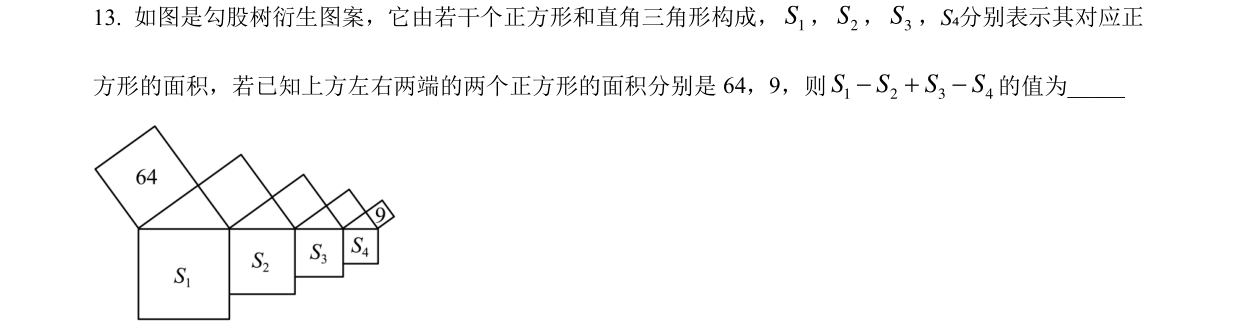 13. 如图是勾股树衍生图案，它由若干个正方形和直角三角形构成，S₁，S₂，S₃，S₄分别表示其对应正
方形的面积，若已知上方左右两端的两个正方形的面积分别是 64，9，则 S₁－S₂＋S₃－S₄ 的值为_____
64
9
S₁
S₂
S₃
S₄